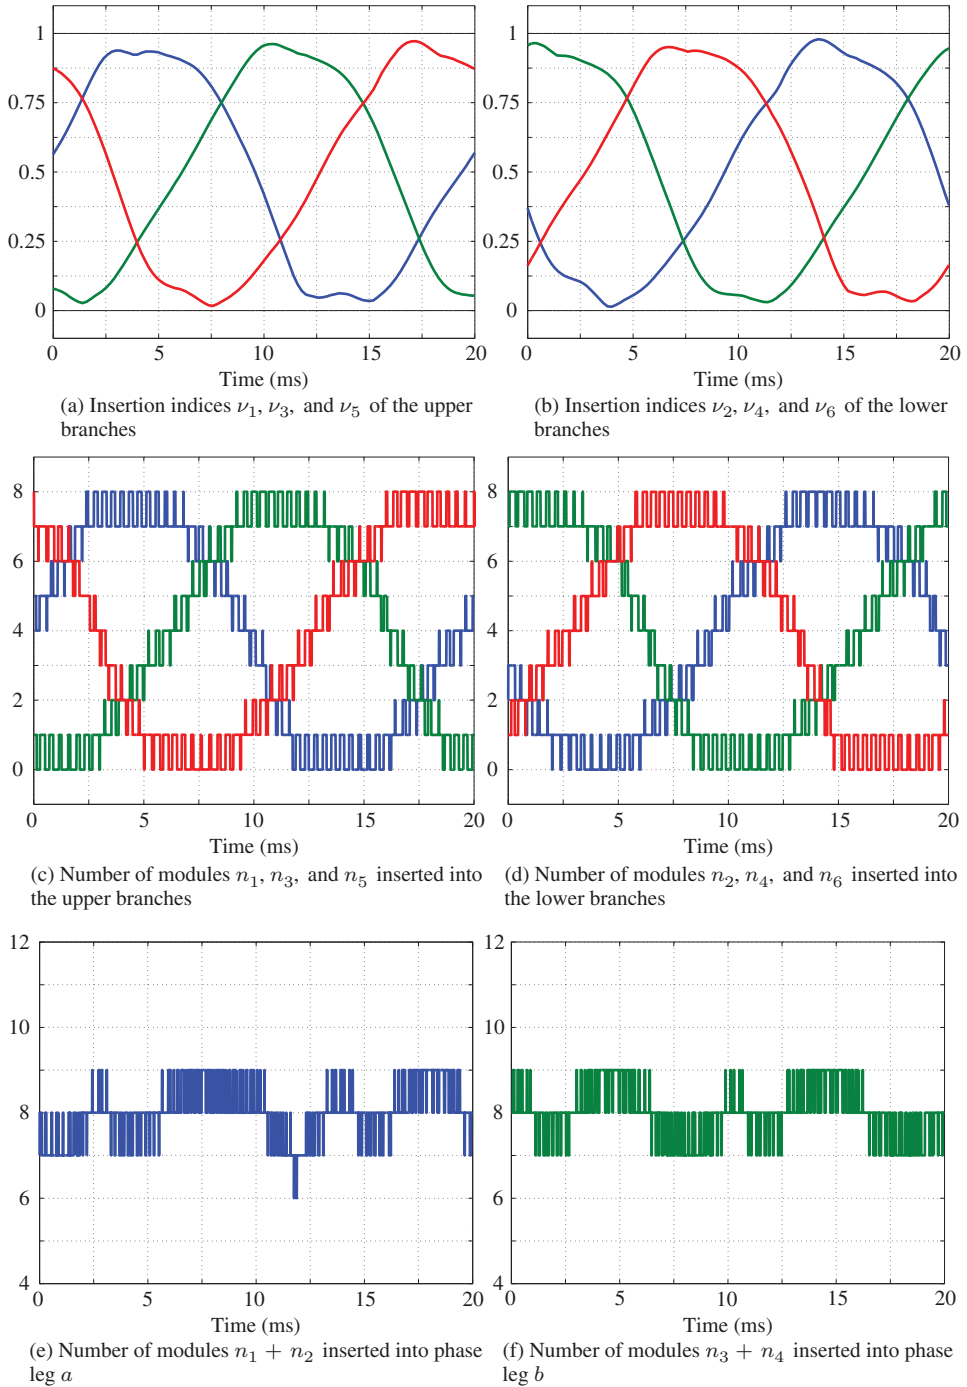 1
0.75
0.5
0.25
0
0 5 10 15 20
Time (ms)
(a) Insertion indices ν1, ν3, and ν5 of the upper
branches
1
0.75
0.5
0.25
0
0 5 10 15 20
Time (ms)
(b) Insertion indices ν2, ν4, and ν6 of the lower
branches
8
6
4
2
0
0 5 10 15 20
Time (ms)
(c) Number of modules n1, n3, and n5 inserted into
the upper branches
8
6
4
2
0
0 5 10 15 20
Time (ms)
(d) Number of modules n2, n4, and n6 inserted into
the lower branches
12
10
8
6
4
0 5 10 15 20
Time (ms)
(e) Number of modules n1 + n2 inserted into phase
leg a
12
10
8
6
4
0 5 10 15 20
Time (ms)
(f) Number of modules n3 + n4 inserted into phase
leg b